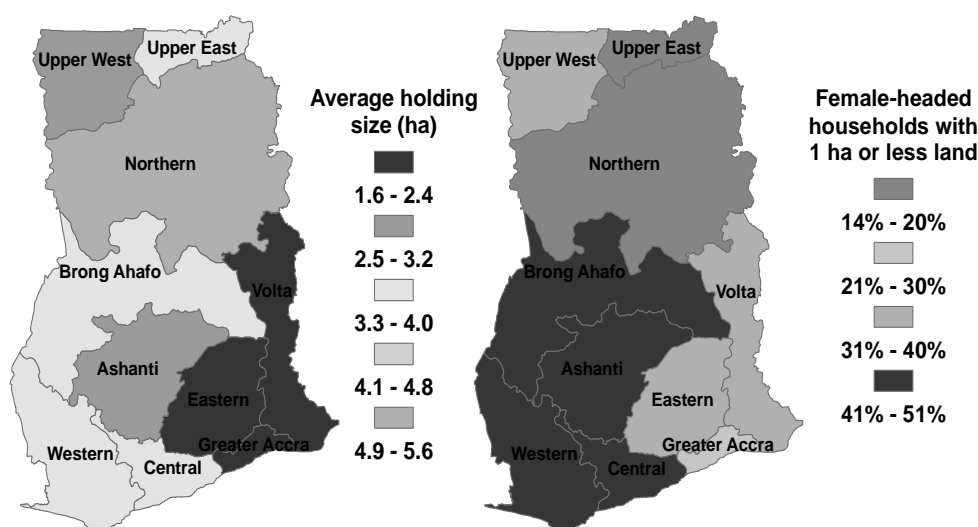 Upper West
Upper East
Northern
Brong Ahafo
Volta
Ashanti
Eastern
Greater Accra
Western
Central
Average holding
size (ha)
1.6 - 2.4
2.5 - 3.2
3.3 - 4.0
4.1 - 4.8
4.9 - 5.6
Upper West
Upper East
Northern
Brong Ahafo
Volta
Ashanti
Eastern
Greater Accra
Western
Central
Female-headed
households with
1 ha or less land
14% - 20%
21% - 30%
31% - 40%
41% - 51%